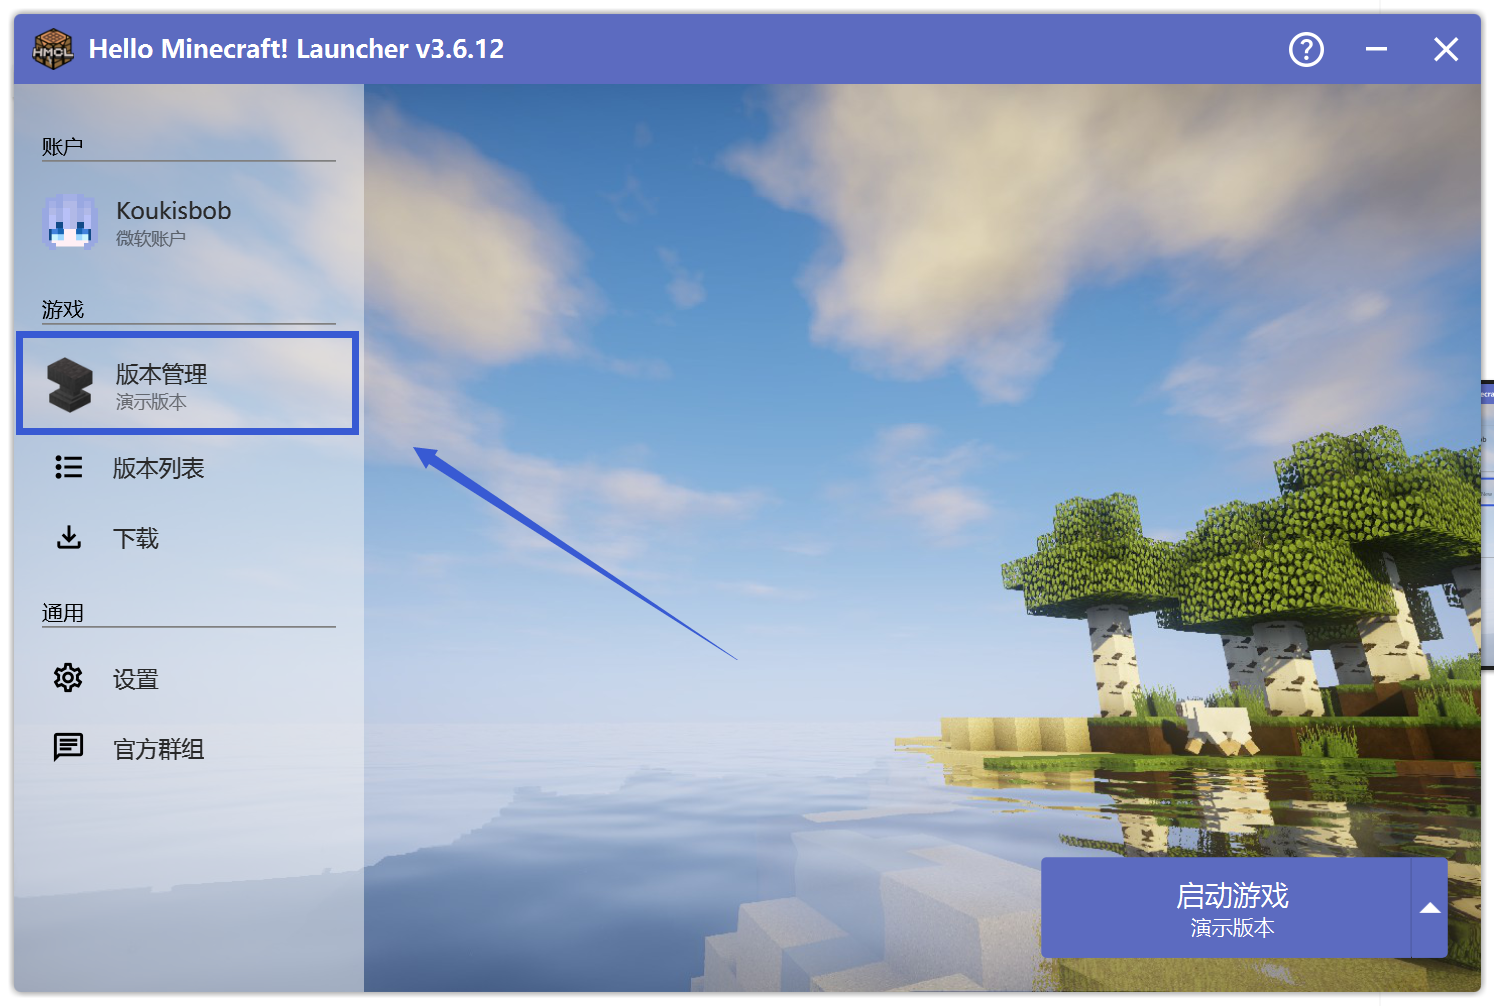 HMCL
Hello Minecraft! Launcher v3.6.12
账户
Koukisbob
微软账户
游戏
版本管理
演示版本
版本列表
下载
通用
设置
官方群组
启动游戏
演示版本